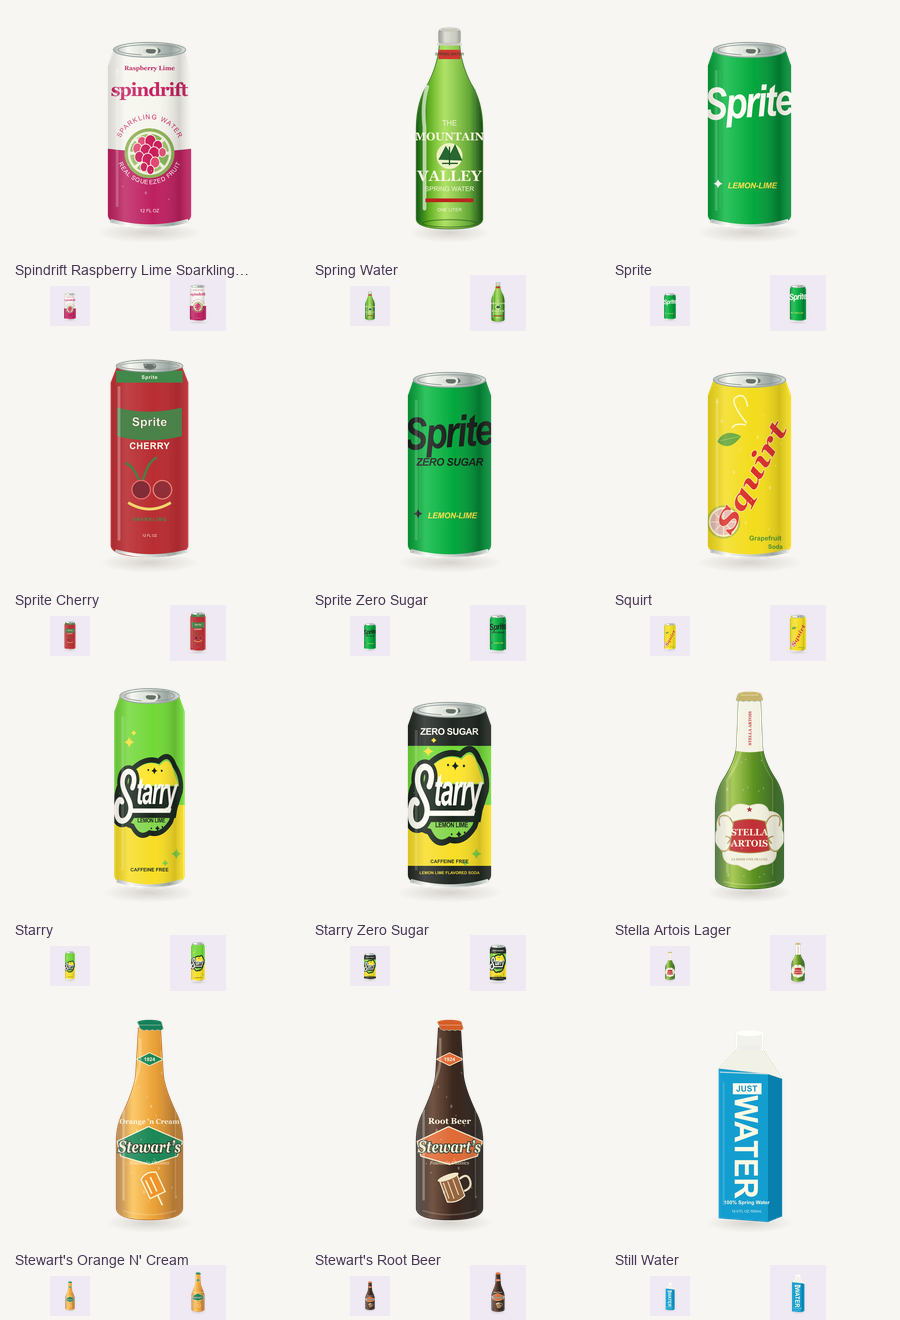 Raspberry Lime
spindrift
SPARKLING WATER
REAL SQUEEZED FRUIT
12 FL OZ
THE
MOUNTAIN
VALLEY
SPRING WATER
ONE LITER
Sprite
LEMON-LIME
Spindrift Raspberry Lime Sparkling…
Spring Water
Sprite
Sprite
Sprite
CHERRY
12 FL OZ
Sprite
ZERO SUGAR
LEMON-LIME
Squirt
Grapefruit
Soda
Sprite Cherry
Sprite Zero Sugar
Squirt
Starry
LEMON LIME
CAFFEINE FREE
ZERO SUGAR
Starry
LEMON LIME
CAFFEINE FREE
LEMON LIME FLAVORED SODA
STELLA ARTOIS
STELLA
ARTOIS
Starry
Starry Zero Sugar
Stella Artois Lager
1924
Orange 'n Cream
Stewart's
1924
Root Beer
Stewart's
JUST
WATER
100% Spring Water
Stewart's Orange N' Cream
Stewart's Root Beer
Still Water